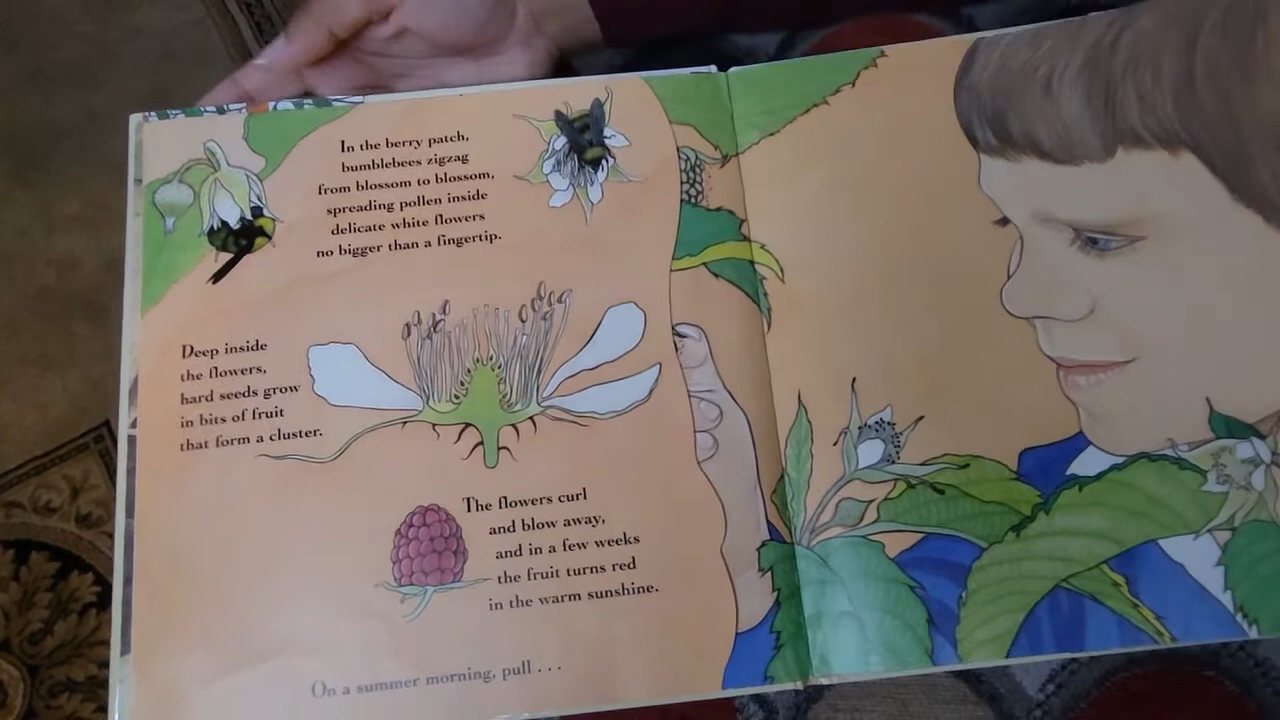 In the berry patch,
bumblebees zigzag
from blossom to blossom,
spreading pollen inside
delicate white flowers
no bigger than a fingertip.
Deep inside
the flowers,
hard seeds grow
in bits of fruit
that form a cluster.
The flowers curl
and blow away,
and in a few weeks
the fruit turns red
in the warm sunshine.
On a summer morning, pull . . .